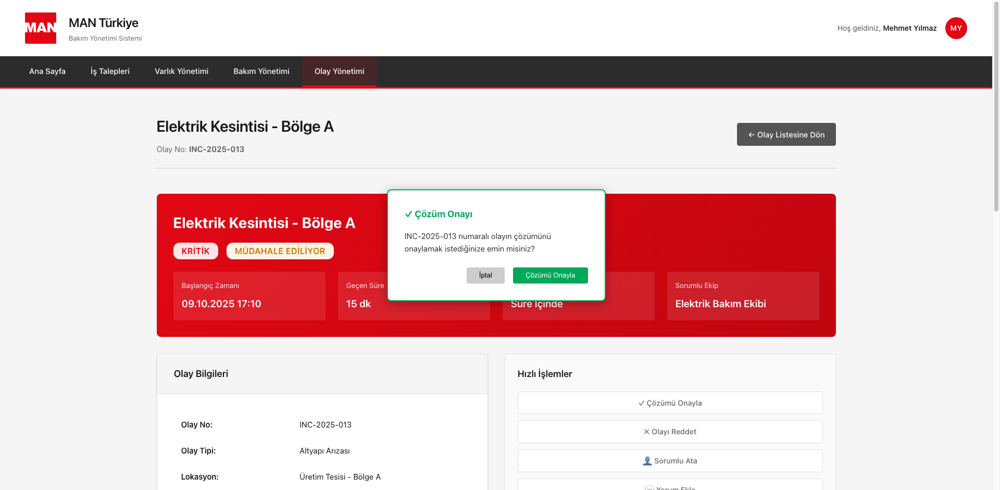 MAN
MAN Türkiye
Bakım Yönetimi Sistemi
Hoş geldiniz, Mehmet Yılmaz
MY
Ana Sayfa
İş Talepleri
Varlık Yönetimi
Bakım Yönetimi
Olay Yönetimi
Elektrik Kesintisi - Bölge A
Olay No: INC-2025-013
← Olay Listesine Dön
Elektrik Kesintisi - Bölge A
KRİTİK
MÜDAHALE EDİLİYOR
Başlangıç Zamanı
09.10.2025 17:10
Geçen Süre
15 dk
Süre İçinde
Sorumlu Ekip
Elektrik Bakım Ekibi
✓ Çözüm Onayı
INC-2025-013 numaralı olayın çözümünü
onaylamak istediğinize emin misiniz?
İptal
Çözümü Onayla
Olay Bilgileri
Olay No: INC-2025-013
Olay Tipi: Altyapı Arızası
Lokasyon: Üretim Tesisi - Bölge A
Hızlı İşlemler
✓ Çözümü Onayla
✕ Olayı Reddet
👤 Sorumlu Ata
💬 Yorum Ekle